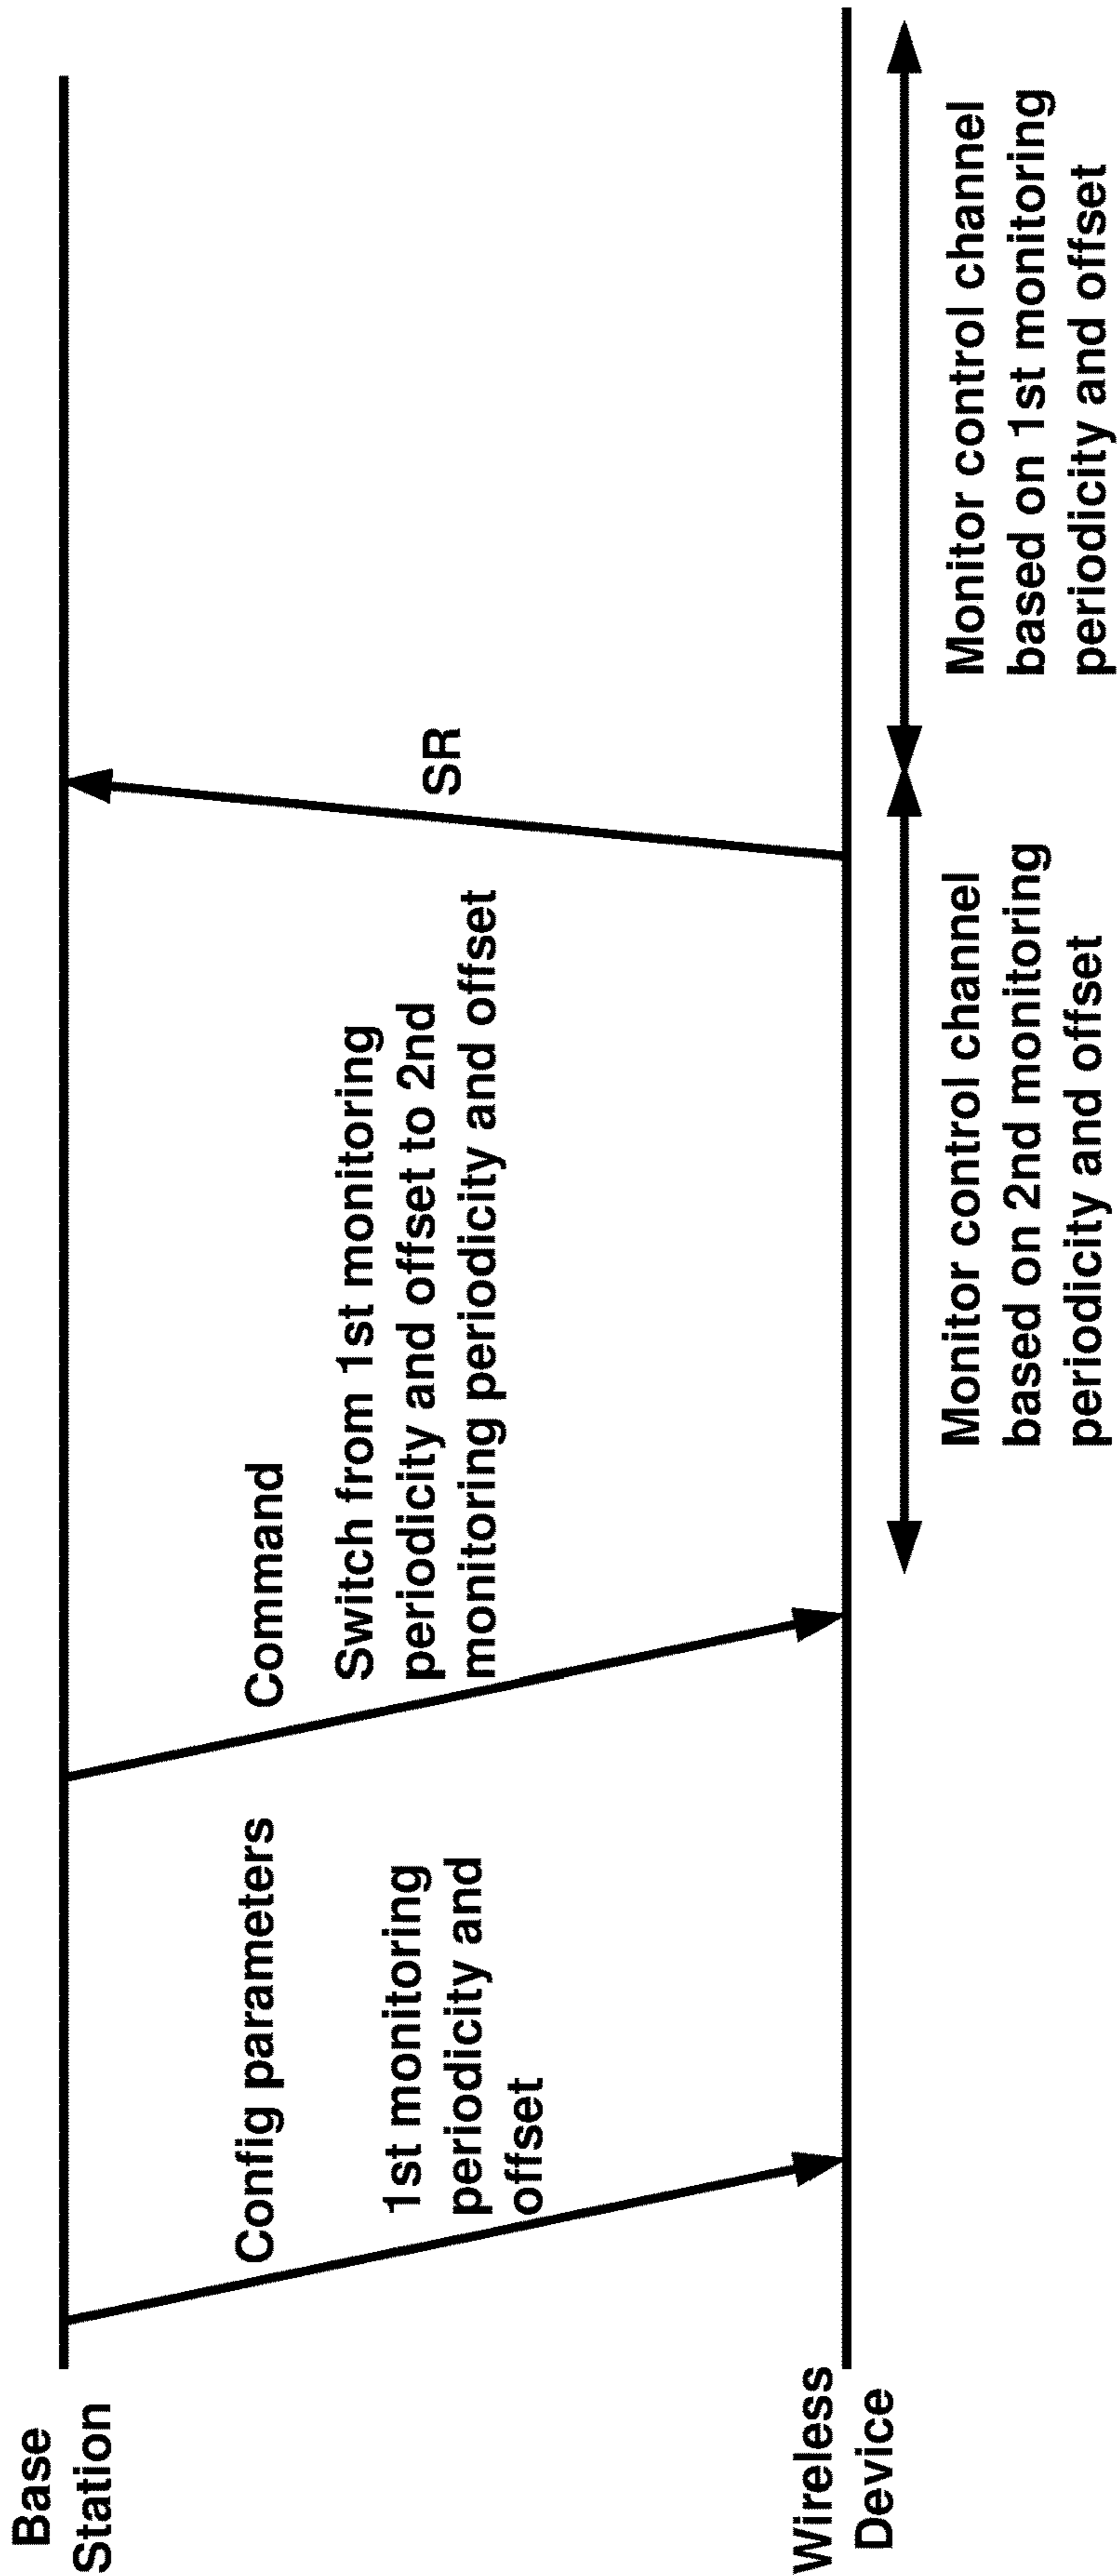 Base
Station
Config parameters
1st monitoring
periodicity and
offset
Command
Switch from 1st monitoring
periodicity and offset to 2nd
monitoring periodicity and offset
SR
Wireless
Device
Monitor control channel
based on 2nd monitoring
periodicity and offset
Monitor control channel
based on 1st monitoring
periodicity and offset